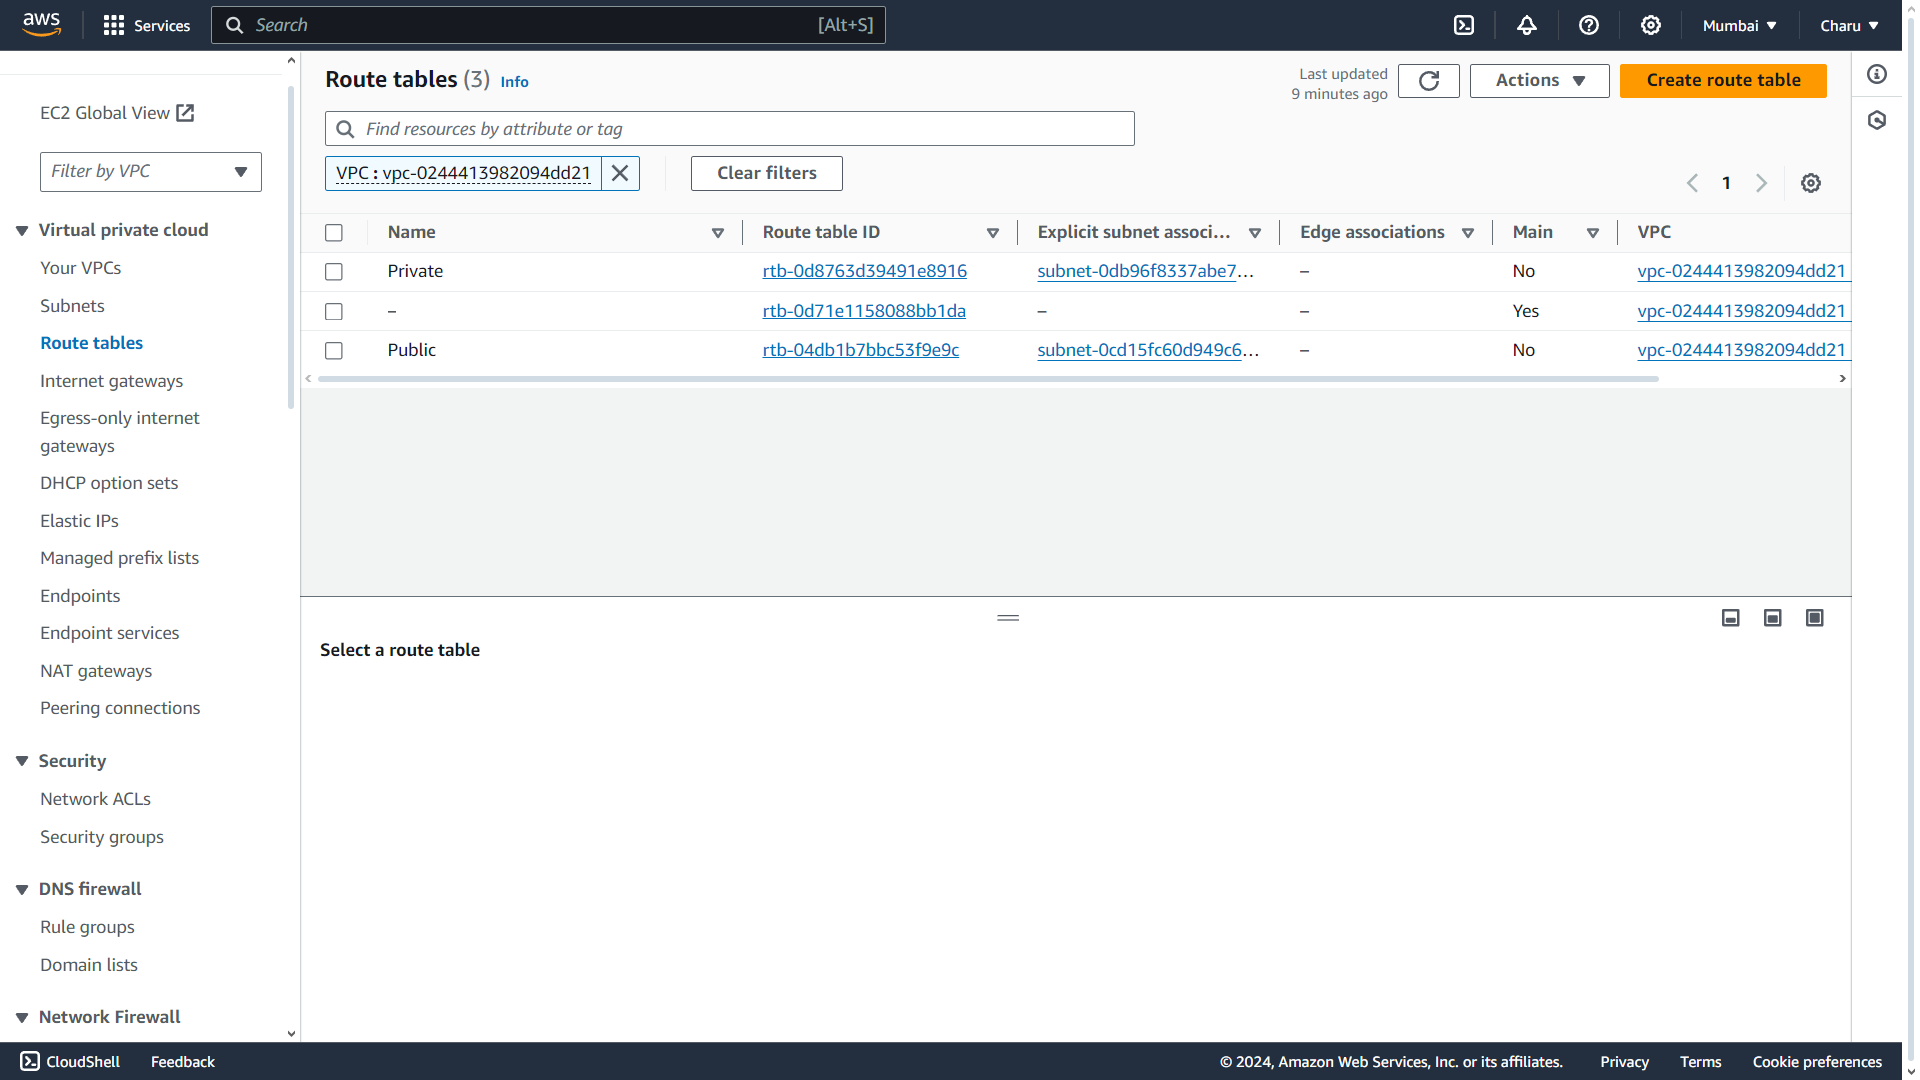 aws
Services
Search
[Alt+S]
Mumbai
Charu
EC2 Global View
Filter by VPC
Virtual private cloud
Your VPCs
Subnets
Route tables
Internet gateways
Egress-only internet
gateways
DHCP option sets
Elastic IPs
Managed prefix lists
Endpoints
Endpoint services
NAT gateways
Peering connections
Security
Network ACLs
Security groups
DNS firewall
Rule groups
Domain lists
Network Firewall
Route tables (3) Info
Last updated
9 minutes ago
Actions
Create route table
Find resources by attribute or tag
VPC : vpc-0244413982094dd21
Clear filters
1
Name Route table ID Explicit subnet associ... Edge associations Main VPC
Private rtb-0d8763d39491e8916 subnet-0db96f8337abe7... – No vpc-0244413982094dd21
– rtb-0d71e1158088bb1da – – Yes vpc-0244413982094dd21
Public rtb-04db1b7bbc53f9e9c subnet-0cd15fc60d949c6... – No vpc-0244413982094dd21
Select a route table
CloudShell
Feedback
© 2024, Amazon Web Services, Inc. or its affiliates.
Privacy
Terms
Cookie preferences